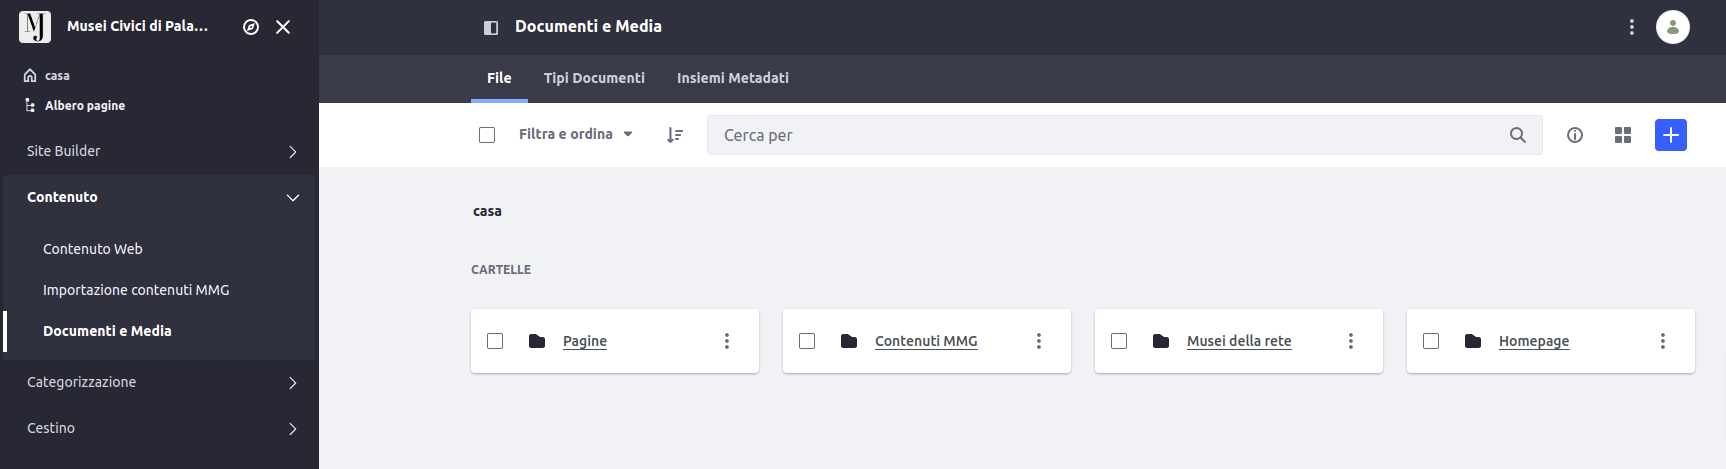 MJ
Musei Civici di Pala...
casa
Albero pagine
Site Builder
Contenuto
Contenuto Web
Importazione contenuti MMG
Documenti e Media
Categorizzazione
Cestino
Documenti e Media
File Tipi Documenti Insiemi Metadati
Filtra e ordina Cerca per
casa
CARTELLE
Pagine Contenuti MMG Musei della rete Homepage